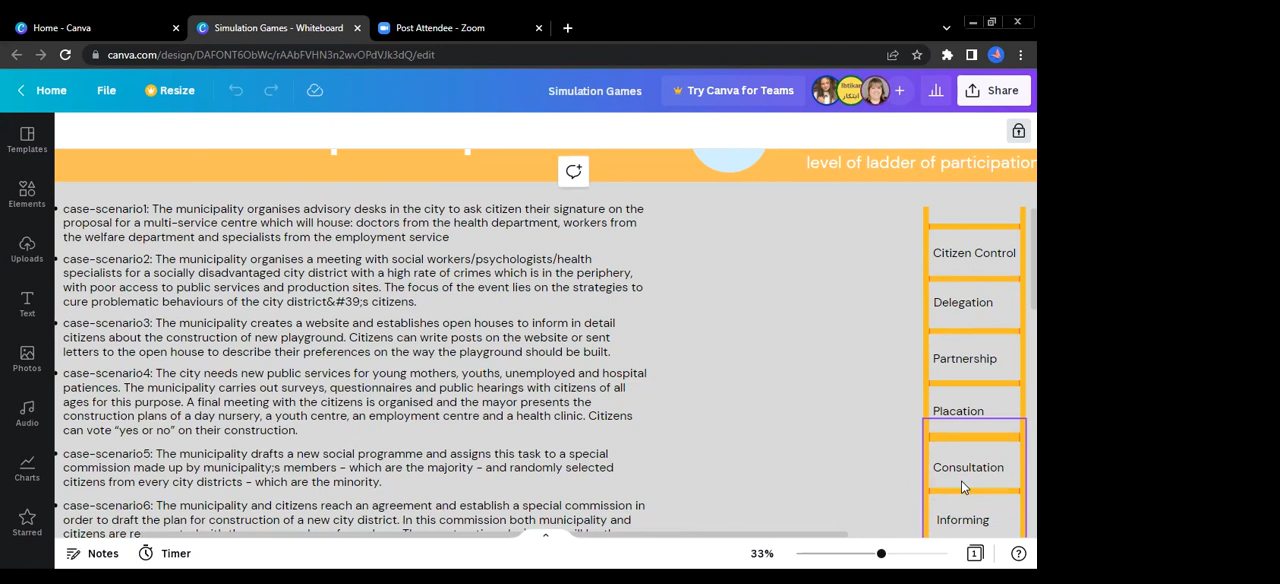 Home - Canva
Simulation Games - Whiteboard
Post Attendee - Zoom
canva.com/design/DAFONT6ObWc/rAAbFVHN3n2wvOPdVJk3dQ/edit
Home
File
Resize
Simulation Games
Ibtikar
ابتكار
Try Canva for Teams
Share
Templates
Elements
Uploads
Text
Photos
Audio
Charts
Starred
level of ladder of participation
case-scenario1: The municipality organises advisory desks in the city to ask citizen their signature on the
proposal for a multi-service centre which will house: doctors from the health department, workers from
the welfare department and specialists from the employment service
case-scenario2: The municipality organises a meeting with social workers/psychologists/health
specialists for a socially disadvantaged city district with a high rate of crimes which is in the periphery,
with poor access to public services and production sites. The focus of the event lies on the strategies to
cure problematic behaviours of the city district&#39;s citizens.
case-scenario3: The municipality creates a website and establishes open houses to inform in detail
citizens about the construction of new playground. Citizens can write posts on the website or sent
letters to the open house to describe their preferences on the way the playground should be built.
case-scenario4: The city needs new public services for young mothers, youths, unemployed and hospital
patiences. The municipality carries out surveys, questionnaires and public hearings with citizens of all
ages for this purpose. A final meeting with the citizens is organised and the mayor presents the
construction plans of a day nursery, a youth centre, an employment centre and a health clinic. Citizens
can vote “yes or no” on their construction.
case-scenario5: The municipality drafts a new social programme and assigns this task to a special
commission made up by municipality;s members - which are the majority - and randomly selected
citizens from every city districts - which are the minority.
case-scenario6: The municipality and citizens reach an agreement and establish a special commission in
order to draft the plan for construction of a new city district. In this commission both municipality and
citizens are
Citizen Control
Delegation
Partnership
Placation
Consultation
Informing
Notes
Timer
33%
1
?